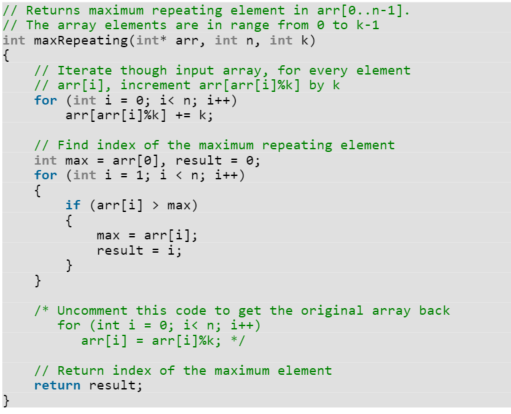 // Returns maximum repeating element in arr[0..n-1].
// The array elements are in range from 0 to k-1
int maxRepeating(int* arr, int n, int k)
{
    // Iterate though input array, for every element
    // arr[i], increment arr[arr[i]%k] by k
    for (int i = 0; i< n; i++)
        arr[arr[i]%k] += k;

    // Find index of the maximum repeating element
    int max = arr[0], result = 0;
    for (int i = 1; i < n; i++)
    {
        if (arr[i] > max)
        {
            max = arr[i];
            result = i;
        }
    }

    /* Uncomment this code to get the original array back
       for (int i = 0; i< n; i++)
          arr[i] = arr[i]%k; */

    // Return index of the maximum element
    return result;
}